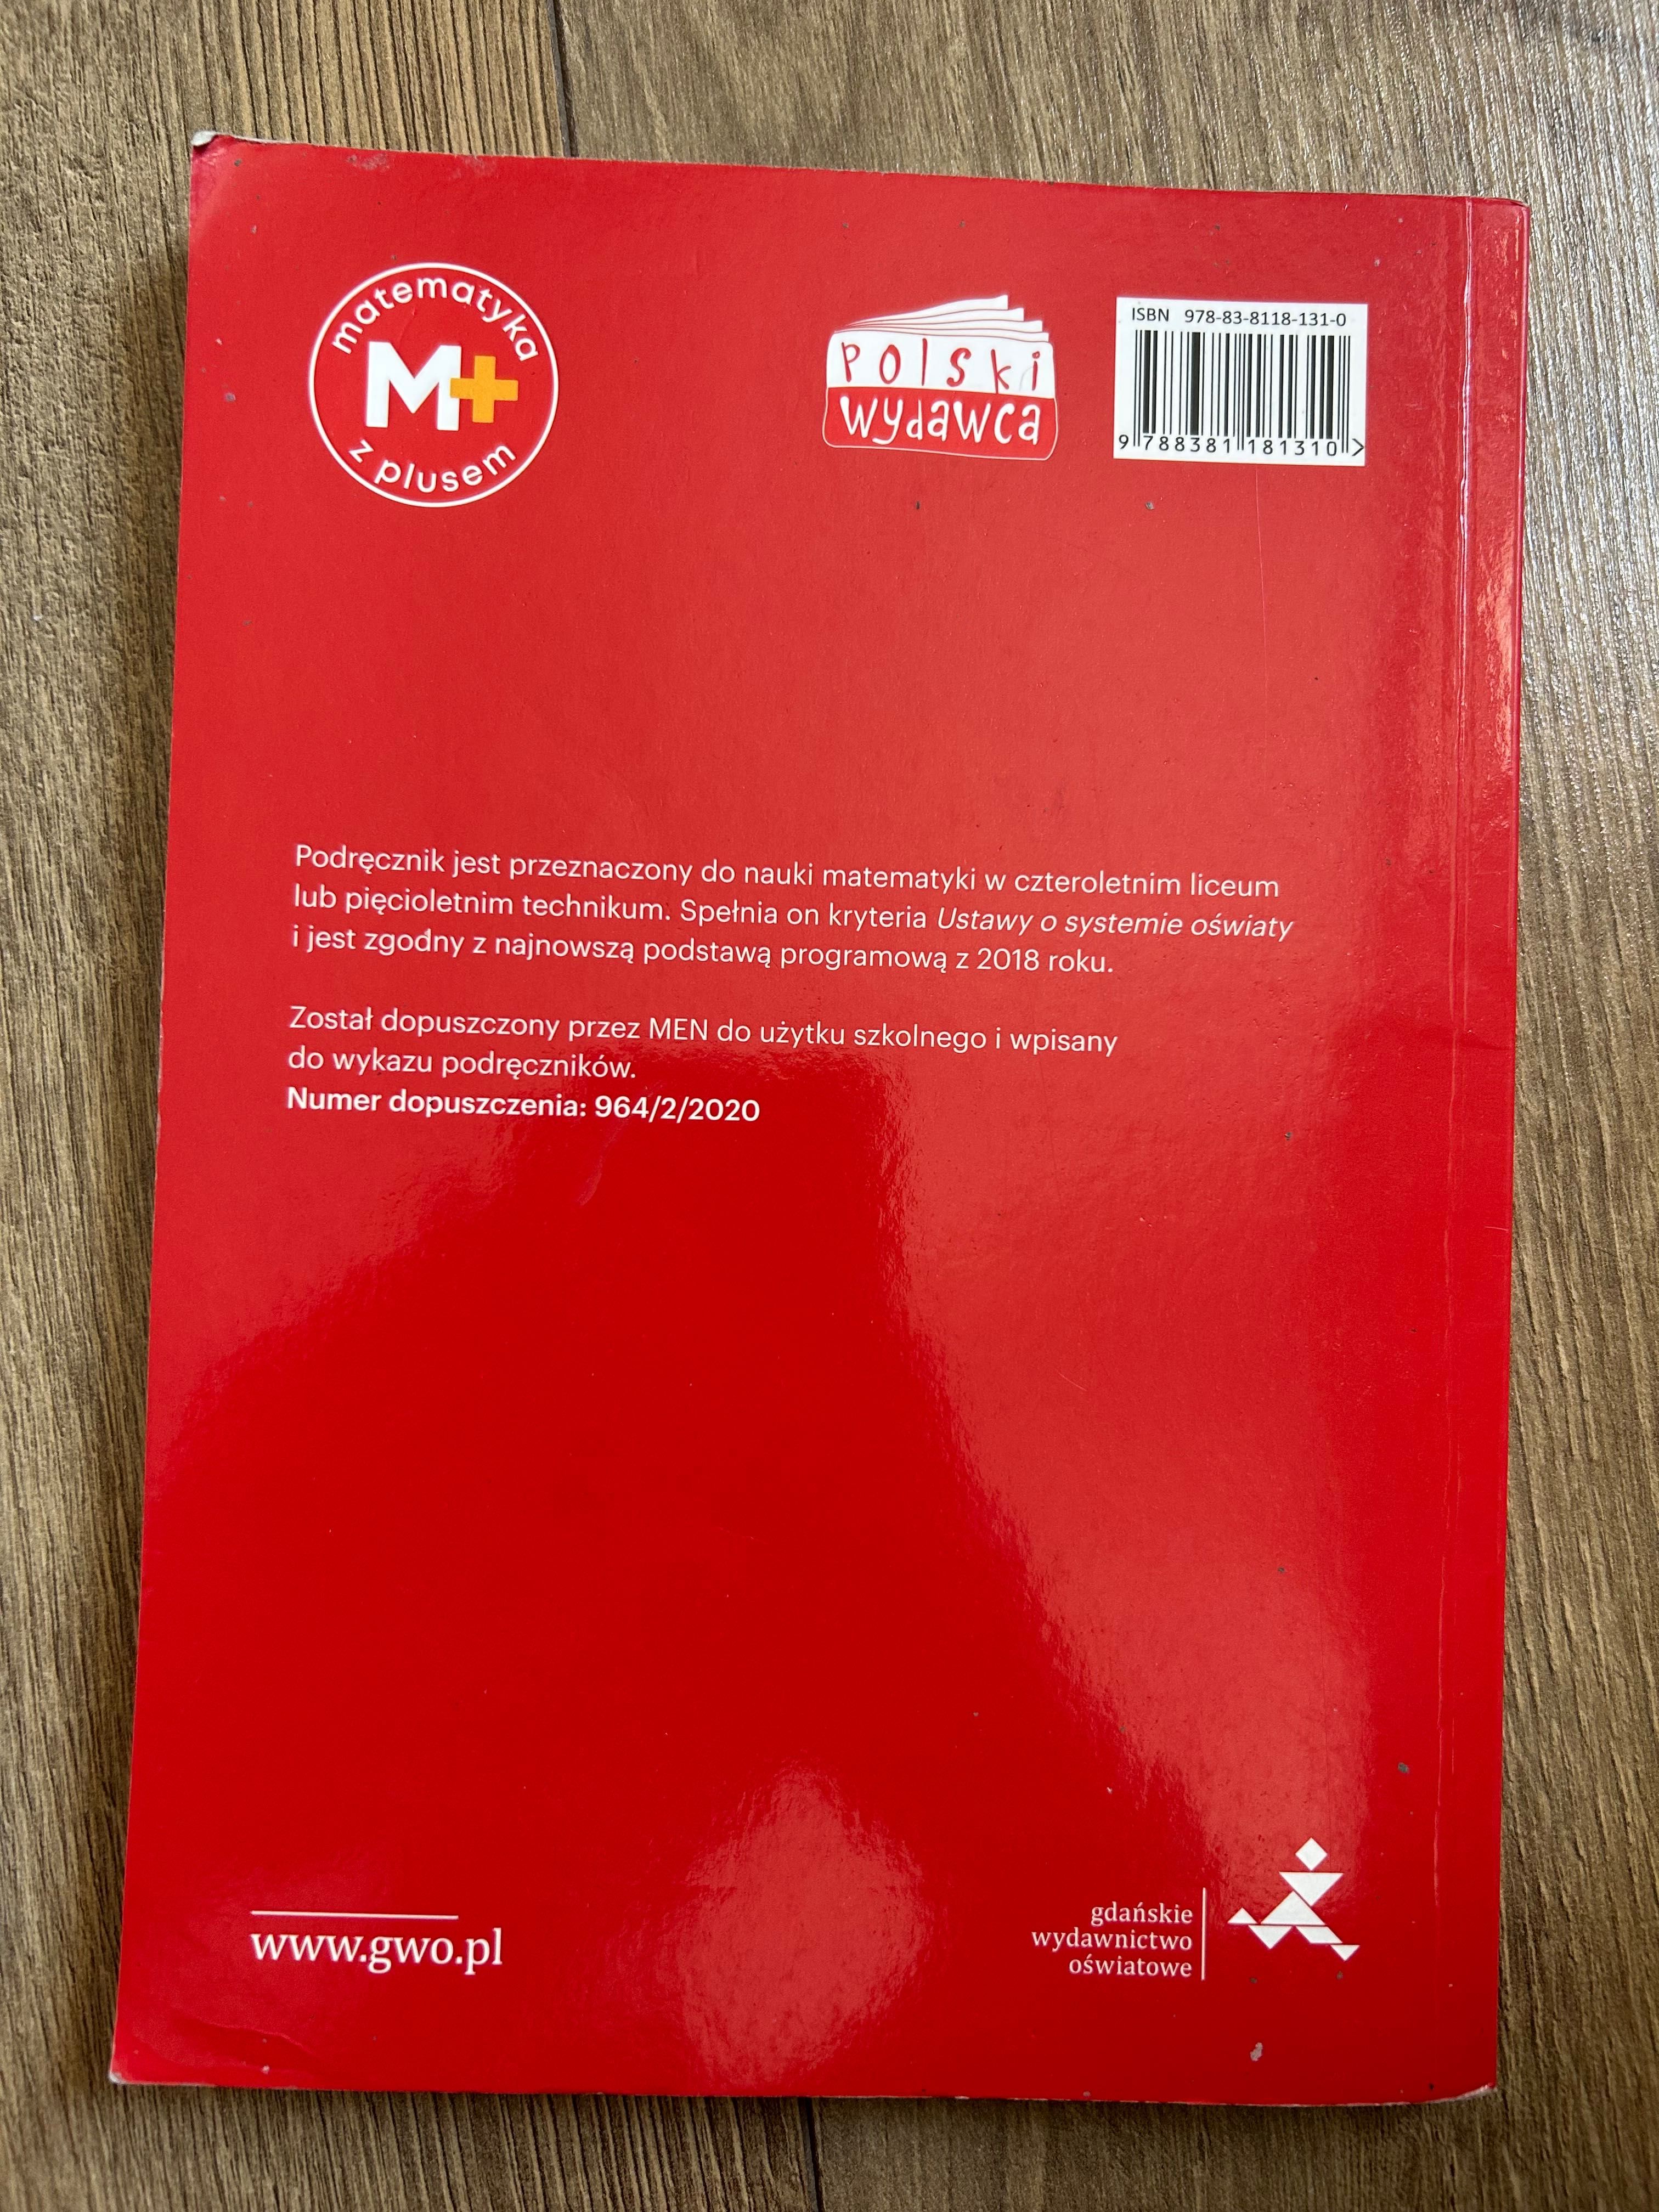 matematyka
M+
z plusem
polski
wydawca
ISBN 978-83-8118-131-0
9 788381 181310 >
Podręcznik jest przeznaczony do nauki matematyki w czteroletnim liceum
lub pięcioletnim technikum. Spełnia on kryteria Ustawy o systemie oświaty
i jest zgodny z najnowszą podstawą programową z 2018 roku.
Został dopuszczony przez MEN do użytku szkolnego i wpisany
do wykazu podręczników.
Numer dopuszczenia: 964/2/2020
www.gwo.pl
gdańskie
wydawnictwo
oświatowe